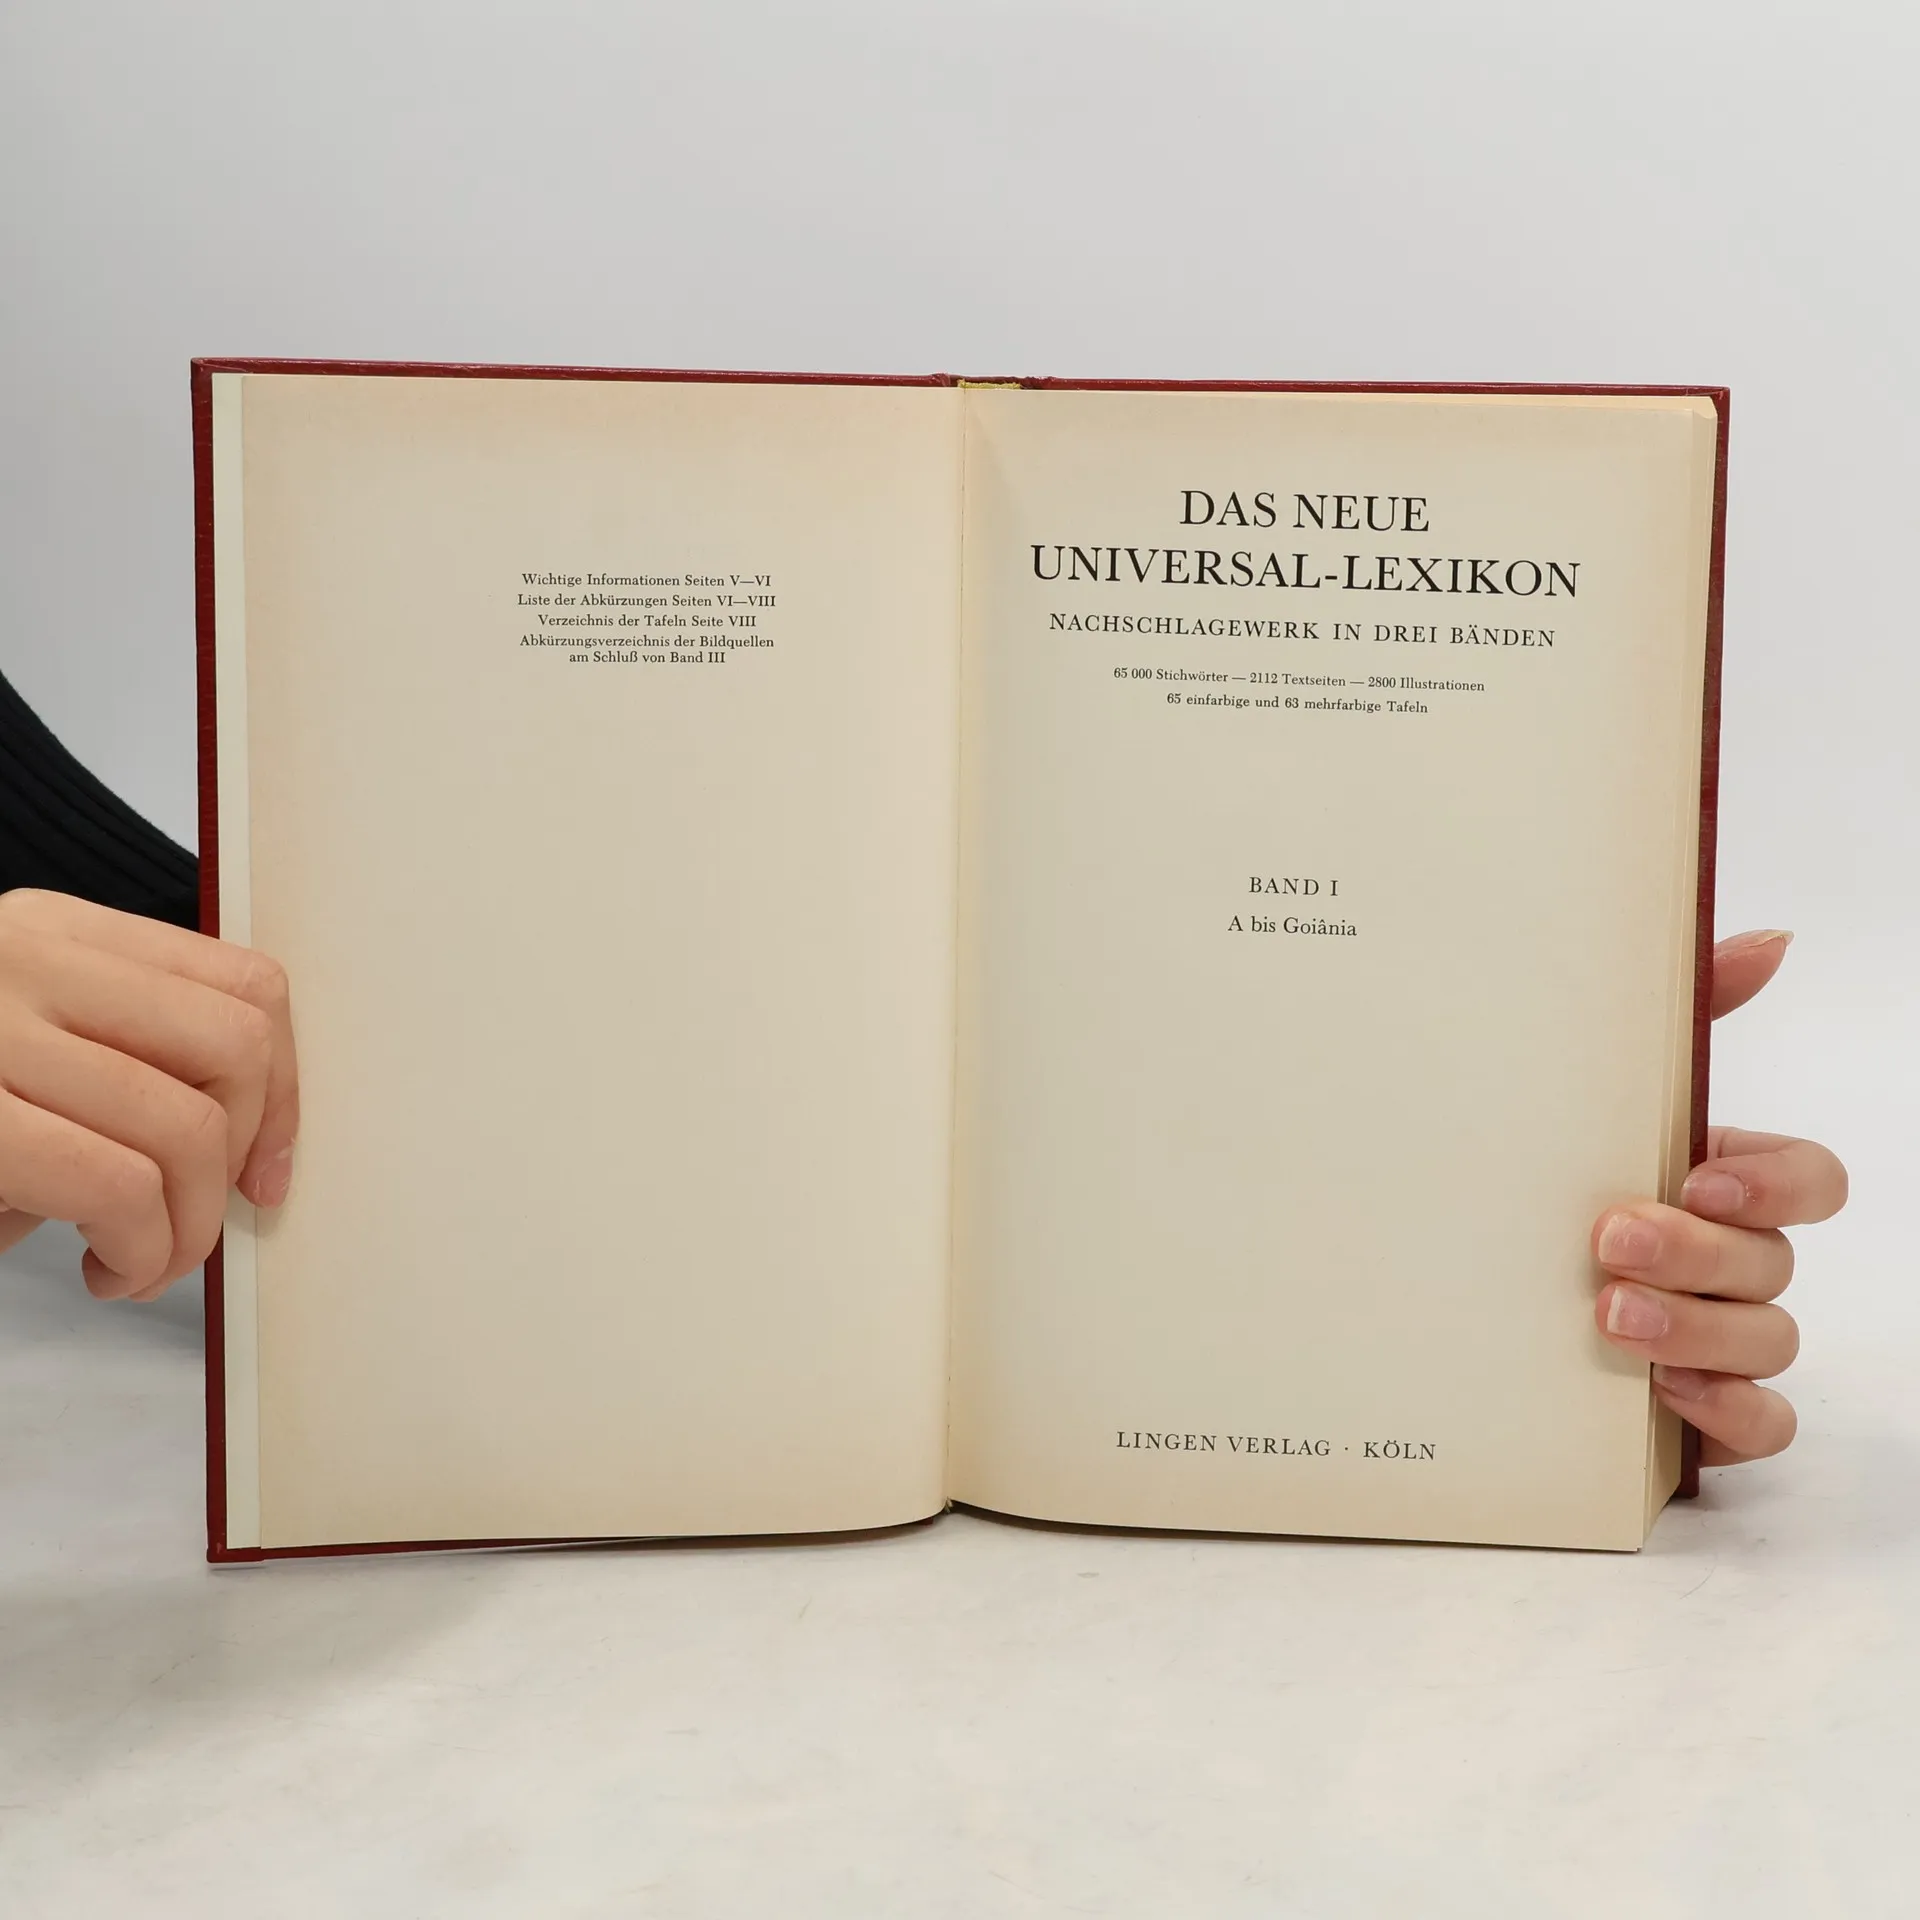 Wichtige Informationen Seiten V—VI
Liste der Abkürzungen Seiten VI—VIII
Verzeichnis der Tafeln Seite VIII
Abkürzungsverzeichnis der Bildquellen
am Schluß von Band III
DAS NEUE
UNIVERSAL-LEXIKON
NACHSCHLAGEWERK IN DREI BÄNDEN
65 000 Stichwörter — 2112 Textseiten — 2800 Illustrationen
65 einfarbige und 63 mehrfarbige Tafeln
BAND I
A bis Goiânia
LINGEN VERLAG · KÖLN